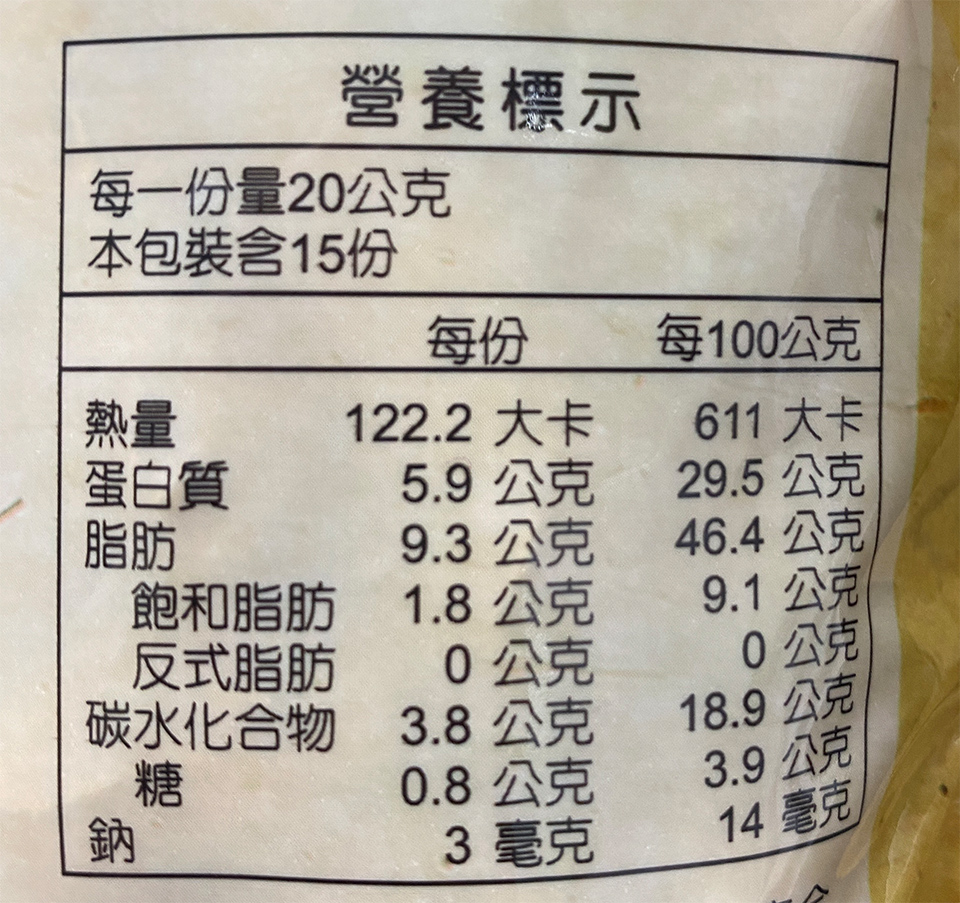 營養標示
每一份量20公克
本包裝含15份
每份 每100公克
熱量 122.2 大卡 611 大卡
蛋白質 5.9 公克 29.5 公克
脂肪 9.3 公克 46.4 公克
飽和脂肪 1.8 公克 9.1 公克
反式脂肪 0 公克 0 公克
碳水化合物 3.8 公克 18.9 公克
糖 0.8 公克 3.9 公克
鈉 3 毫克 14 毫克